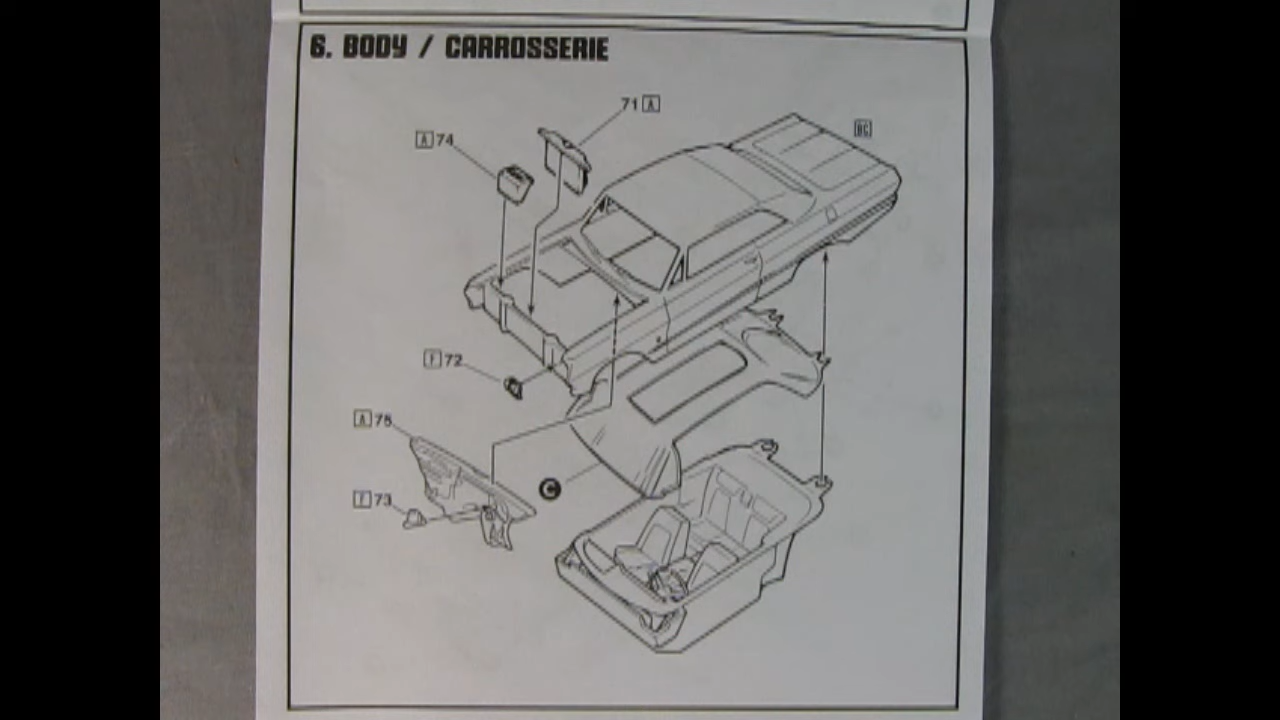 6. BODY / CARROSSERIE
71 A
A 74
BC
F 72
A 75
C
F 73